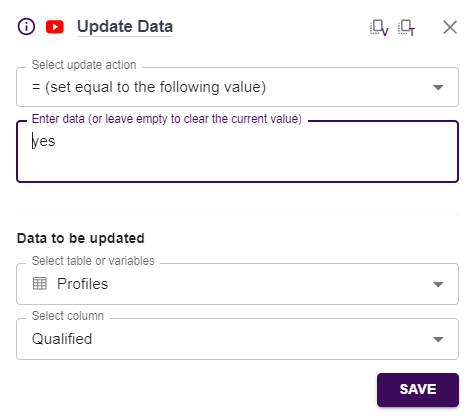 Update Data
V
T
Select update action
= (set equal to the following value)
Enter data (or leave empty to clear the current value)
yes
Data to be updated
Select table or variables
Profiles
Select column
Qualified
SAVE